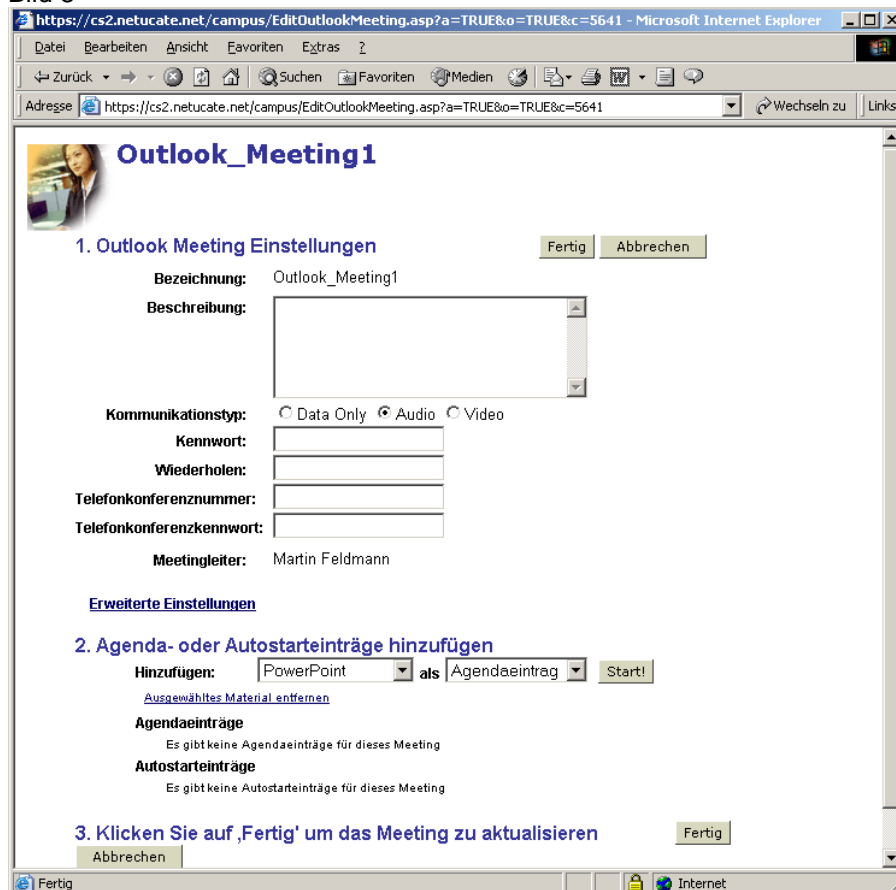 https://cs2.netucate.net/campus/EditOutlookMeeting.asp?a=TRUE&o=TRUE&c=5641 - Microsoft Internet Explorer
Datei Bearbeiten Ansicht Favoriten Extras ?
Zurück Suchen Favoriten Medien
Adresse https://cs2.netucate.net/campus/EditOutlookMeeting.asp?a=TRUE&o=TRUE&c=5641 Wechseln zu Links
Outlook_Meeting1
1. Outlook Meeting Einstellungen Fertig Abbrechen
Bezeichnung: Outlook_Meeting1
Beschreibung:
Kommunikationstyp: Data Only Audio Video
Kennwort:
Wiederholen:
Telefonkonferenznummer:
Telefonkonferenzkennwort:
Meetingleiter: Martin Feldmann
Erweiterte Einstellungen
2. Agenda- oder Autostarteinträge hinzufügen
Hinzufügen: PowerPoint als Agendaeintrag Start!
Ausgewähltes Material entfernen
Agendaeinträge
Es gibt keine Agendaeinträge für dieses Meeting
Autostarteinträge
Es gibt keine Autostarteinträge für dieses Meeting
3. Klicken Sie auf ‚Fertig' um das Meeting zu aktualisieren Fertig
Abbrechen
Fertig Internet